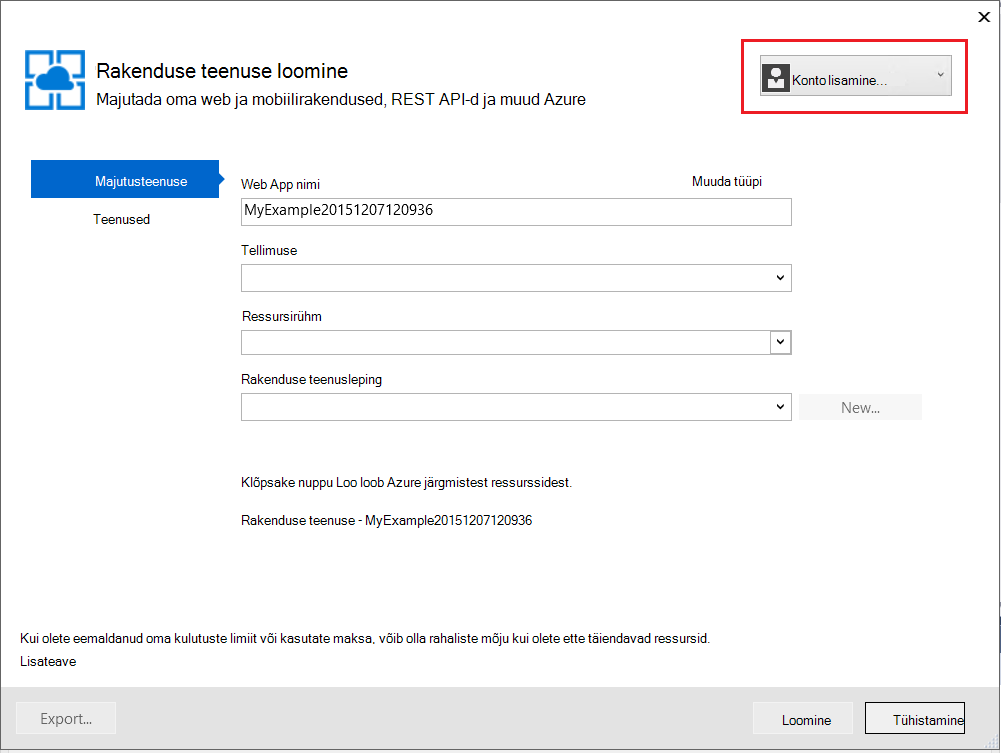 Rakenduse teenuse loomine
Majutada oma web ja mobiilirakendused, REST API-d ja muud Azure
Konto lisamine...
Majutusteenuse
Teenused
Web App nimi
Muuda tüüpi
MyExample20151207120936
Tellimuse
Ressursirühm
Rakenduse teenusleping
New...
Klõpsake nuppu Loo loob Azure järgmistest ressurssidest.
Rakenduse teenuse - MyExample20151207120936
Kui olete eemaldanud oma kulutuste limiit või kasutate maksa, võib olla rahaliste mõju kui olete ette täiendavad ressursid.
Lisateave
Export...
Loomine
Tühistamine